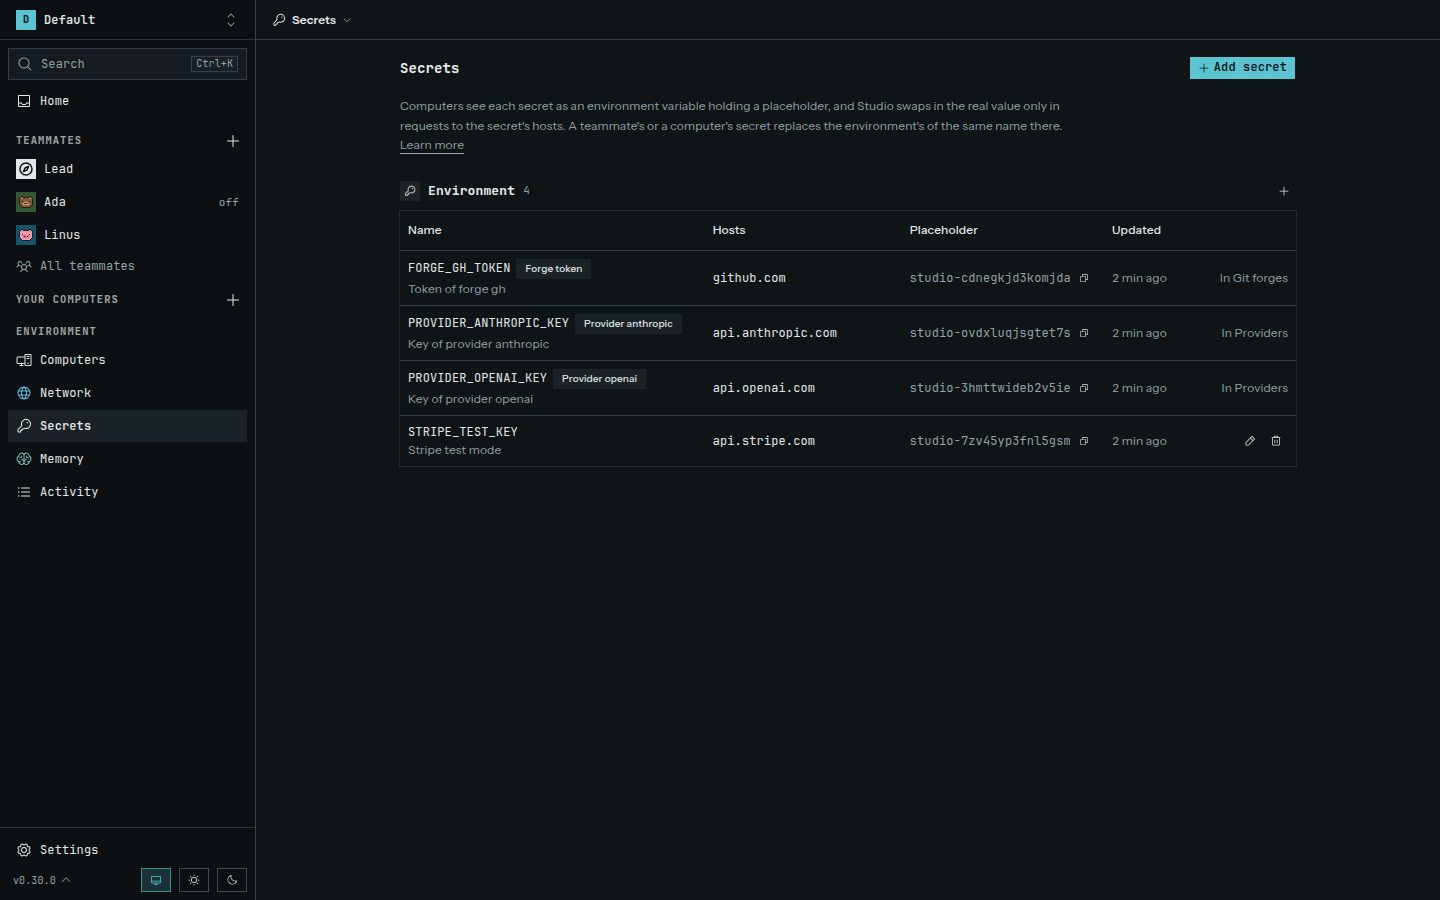 D Default
Search Ctrl+K
Home
TEAMMATES
Lead
Ada off
Linus
All teammates
YOUR COMPUTERS
ENVIRONMENT
Computers
Network
Secrets
Memory
Activity
Settings
v0.30.0
Secrets
Secrets
Add secret
Computers see each secret as an environment variable holding a placeholder, and Studio swaps in the real value only in
requests to the secret's hosts. A teammate's or a computer's secret replaces the environment's of the same name there.
Learn more
Environment 4
Name Hosts Placeholder Updated
FORGE_GH_TOKEN Forge token
Token of forge gh
github.com studio-cdnegkjd3komjda 2 min ago In Git forges
PROVIDER_ANTHROPIC_KEY Provider anthropic
Key of provider anthropic
api.anthropic.com studio-ovdxluqjsgtet7s 2 min ago In Providers
PROVIDER_OPENAI_KEY Provider openai
Key of provider openai
api.openai.com studio-3hmttwideb2v5ie 2 min ago In Providers
STRIPE_TEST_KEY
Stripe test mode
api.stripe.com studio-7zv45yp3fnl5gsm 2 min ago